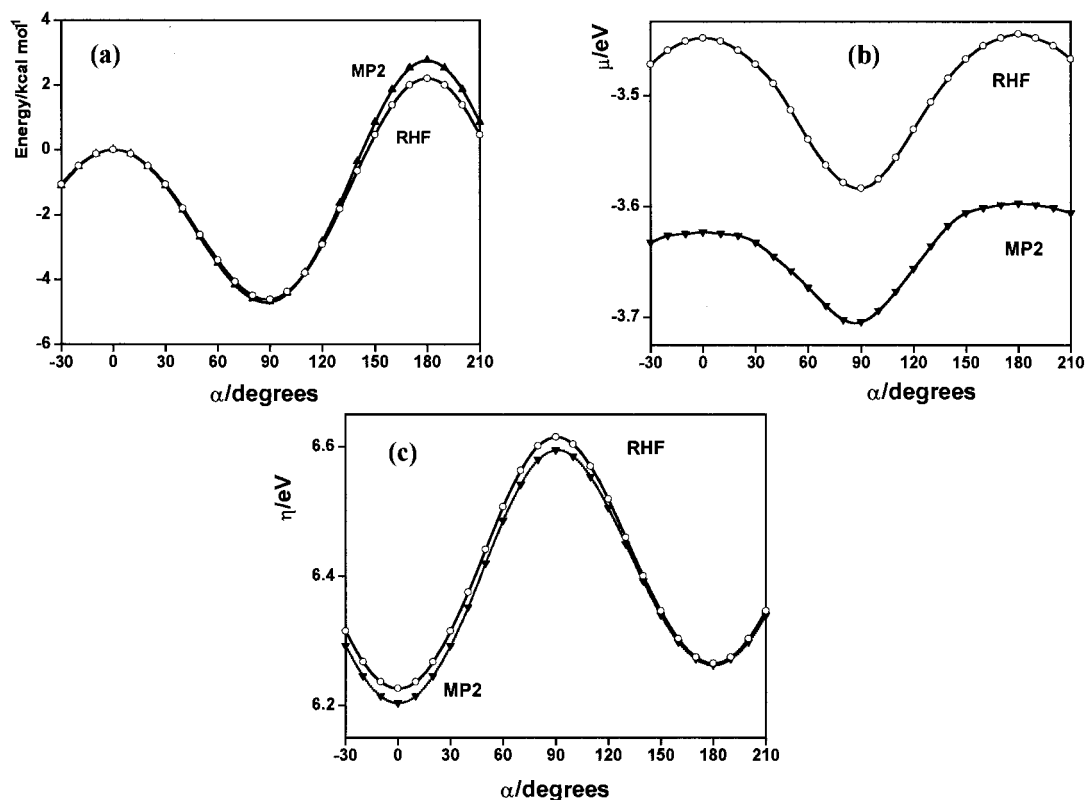 (a)
Energy/kcal mol¹
4
2
0
-2
-4
-6
MP2
RHF
-30 0 30 60 90 120 150 180 210
α/degrees
(b)
μ/eV
-3.5
-3.6
-3.7
RHF
MP2
-30 0 30 60 90 120 150 180 210
α/degrees
(c)
η/eV
6.6
6.4
6.2
RHF
MP2
-30 0 30 60 90 120 150 180 210
α/degrees